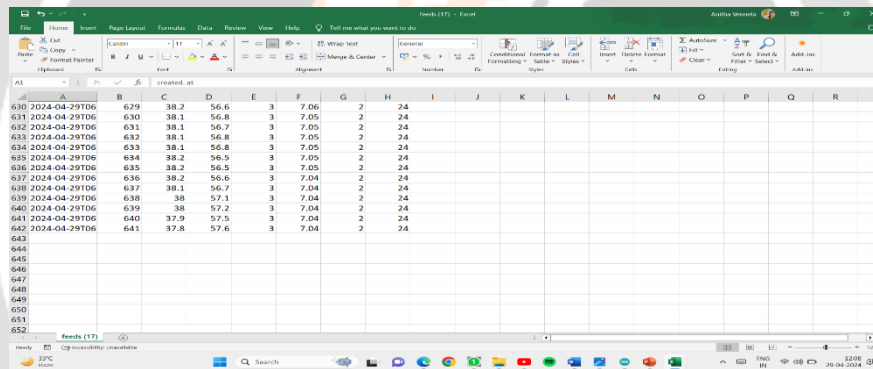 feeds (17) - Excel
Anitha Vennela
File Home Insert Page Layout Formulas Data Review View Help Tell me what you want to do
Cut
Copy
Format Painter
Paste
Clipboard
Calibri 11
Font
Wrap Text
Merge & Center
Alignment
General
Number
Conditional Formatting
Format as Table
Cell Styles
Styles
Insert Delete Format
Cells
AutoSum
Fill
Clear
Sort & Filter
Find & Select
Editing
Add-ins
Add-ins
A1 created_at
A B C D E F G H I J K L M N O P Q R
630 2024-04-29T06 629 38.2 56.6 3 7.06 2 24
631 2024-04-29T06 630 38.1 56.8 3 7.05 2 24
632 2024-04-29T06 631 38.1 56.7 3 7.05 2 24
633 2024-04-29T06 632 38.1 56.8 3 7.05 2 24
634 2024-04-29T06 633 38.1 56.8 3 7.05 2 24
635 2024-04-29T06 634 38.2 56.5 3 7.05 2 24
636 2024-04-29T06 635 38.2 56.5 3 7.05 2 24
637 2024-04-29T06 636 38.2 56.6 3 7.04 2 24
638 2024-04-29T06 637 38.1 56.7 3 7.04 2 24
639 2024-04-29T06 638 38 57.1 3 7.04 2 24
640 2024-04-29T06 639 38 57.2 3 7.04 2 24
641 2024-04-29T06 640 37.9 57.5 3 7.04 2 24
642 2024-04-29T06 641 37.8 57.6 3 7.04 2 24
643
644
645
646
647
648
649
650
651
652
feeds (17)
Ready Accessibility: Unavailable
33°C
Haze
Search
ENG
IN
12:08
29-04-2024